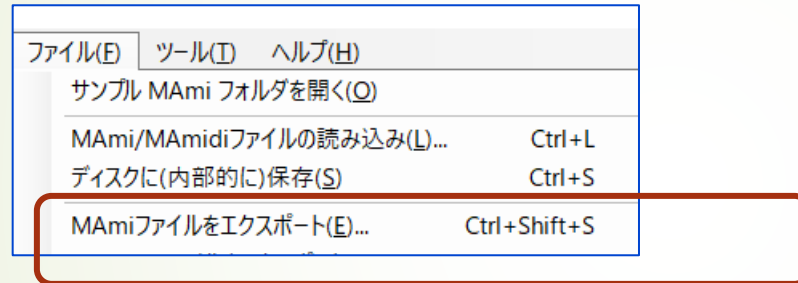 ファイル(F) ツール(T) ヘルプ(H)
サンプル MAmi フォルダを開く(O)
MAmi/MAmidiファイルの読み込み(L)... Ctrl+L
ディスクに(内部的に)保存(S) Ctrl+S
MAmiファイルをエクスポート(E)... Ctrl+Shift+S